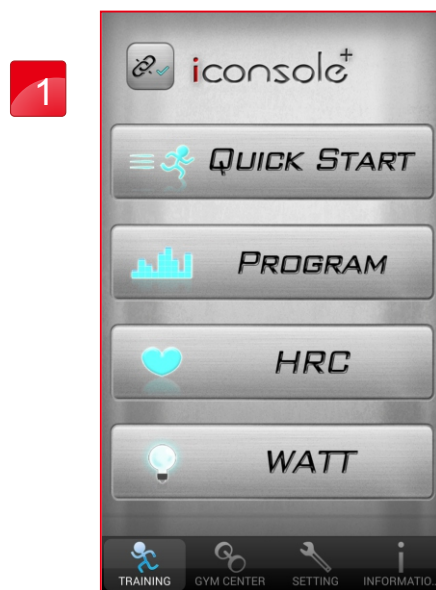 1
iconsole+
QUICK START
PROGRAM
HRC
WATT
TRAINING GYM CENTER SETTING INFORMATIO..